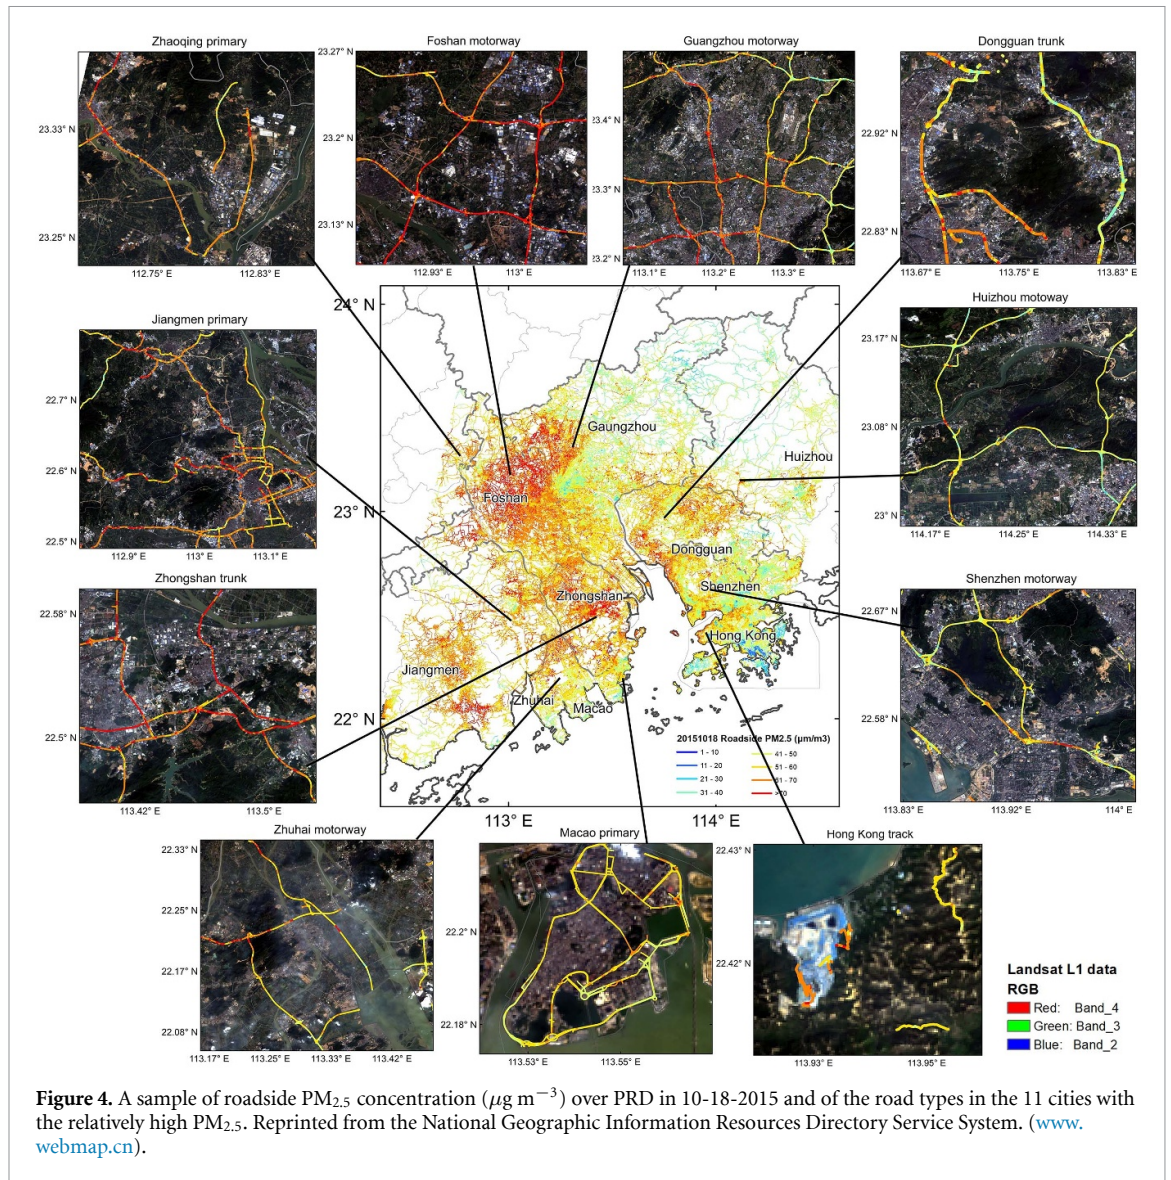 Zhaoqing primary
23.33° N
23.25° N
112.75° E
112.83° E
Foshan motorway
23.27° N
23.2° N
23.13° N
112.93° E
113° E
Guangzhou motorway
23.4° N
23.3° N
23.2° N
113.1° E
113.2° E
113.3° E
Dongguan trunk
22.92° N
22.83° N
113.67° E
113.75° E
113.83° E
Jiangmen primary
22.7° N
22.6° N
22.5° N
112.9° E
113° E
113.1° E
Huizhou motoway
23.17° N
23.08° N
23° N
114.17° E
114.25° E
114.33° E
24° N
23° N
22° N
113° E
114° E
Gaungzhou
Huizhou
Foshan
Dongguan
Shenzhen
Zhongshan
Hong Kong
Jiangmen
Zhuhai
Macao
20151018 Roadside PM2.5 (µm/m3)
1 - 10
11 - 20
21 - 30
31 - 40
41 - 50
51 - 60
61 - 70
>70
Zhongshan trunk
22.58° N
22.5° N
113.42° E
113.5° E
Shenzhen motorway
22.67° N
22.58° N
113.83° E
113.92° E
114° E
Zhuhai motorway
22.33° N
22.25° N
22.17° N
22.08° N
113.17° E
113.25° E
113.33° E
113.42° E
Macao primary
22.2° N
22.18° N
113.53° E
113.55° E
Hong Kong track
22.43° N
22.42° N
113.93° E
113.95° E
Landsat L1 data
RGB
Red: Band_4
Green: Band_3
Blue: Band_2
Figure 4. A sample of roadside PM2.5 concentration (µg m−3) over PRD in 10-18-2015 and of the road types in the 11 cities with
the relatively high PM2.5. Reprinted from the National Geographic Information Resources Directory Service System. (www.
webmap.cn).